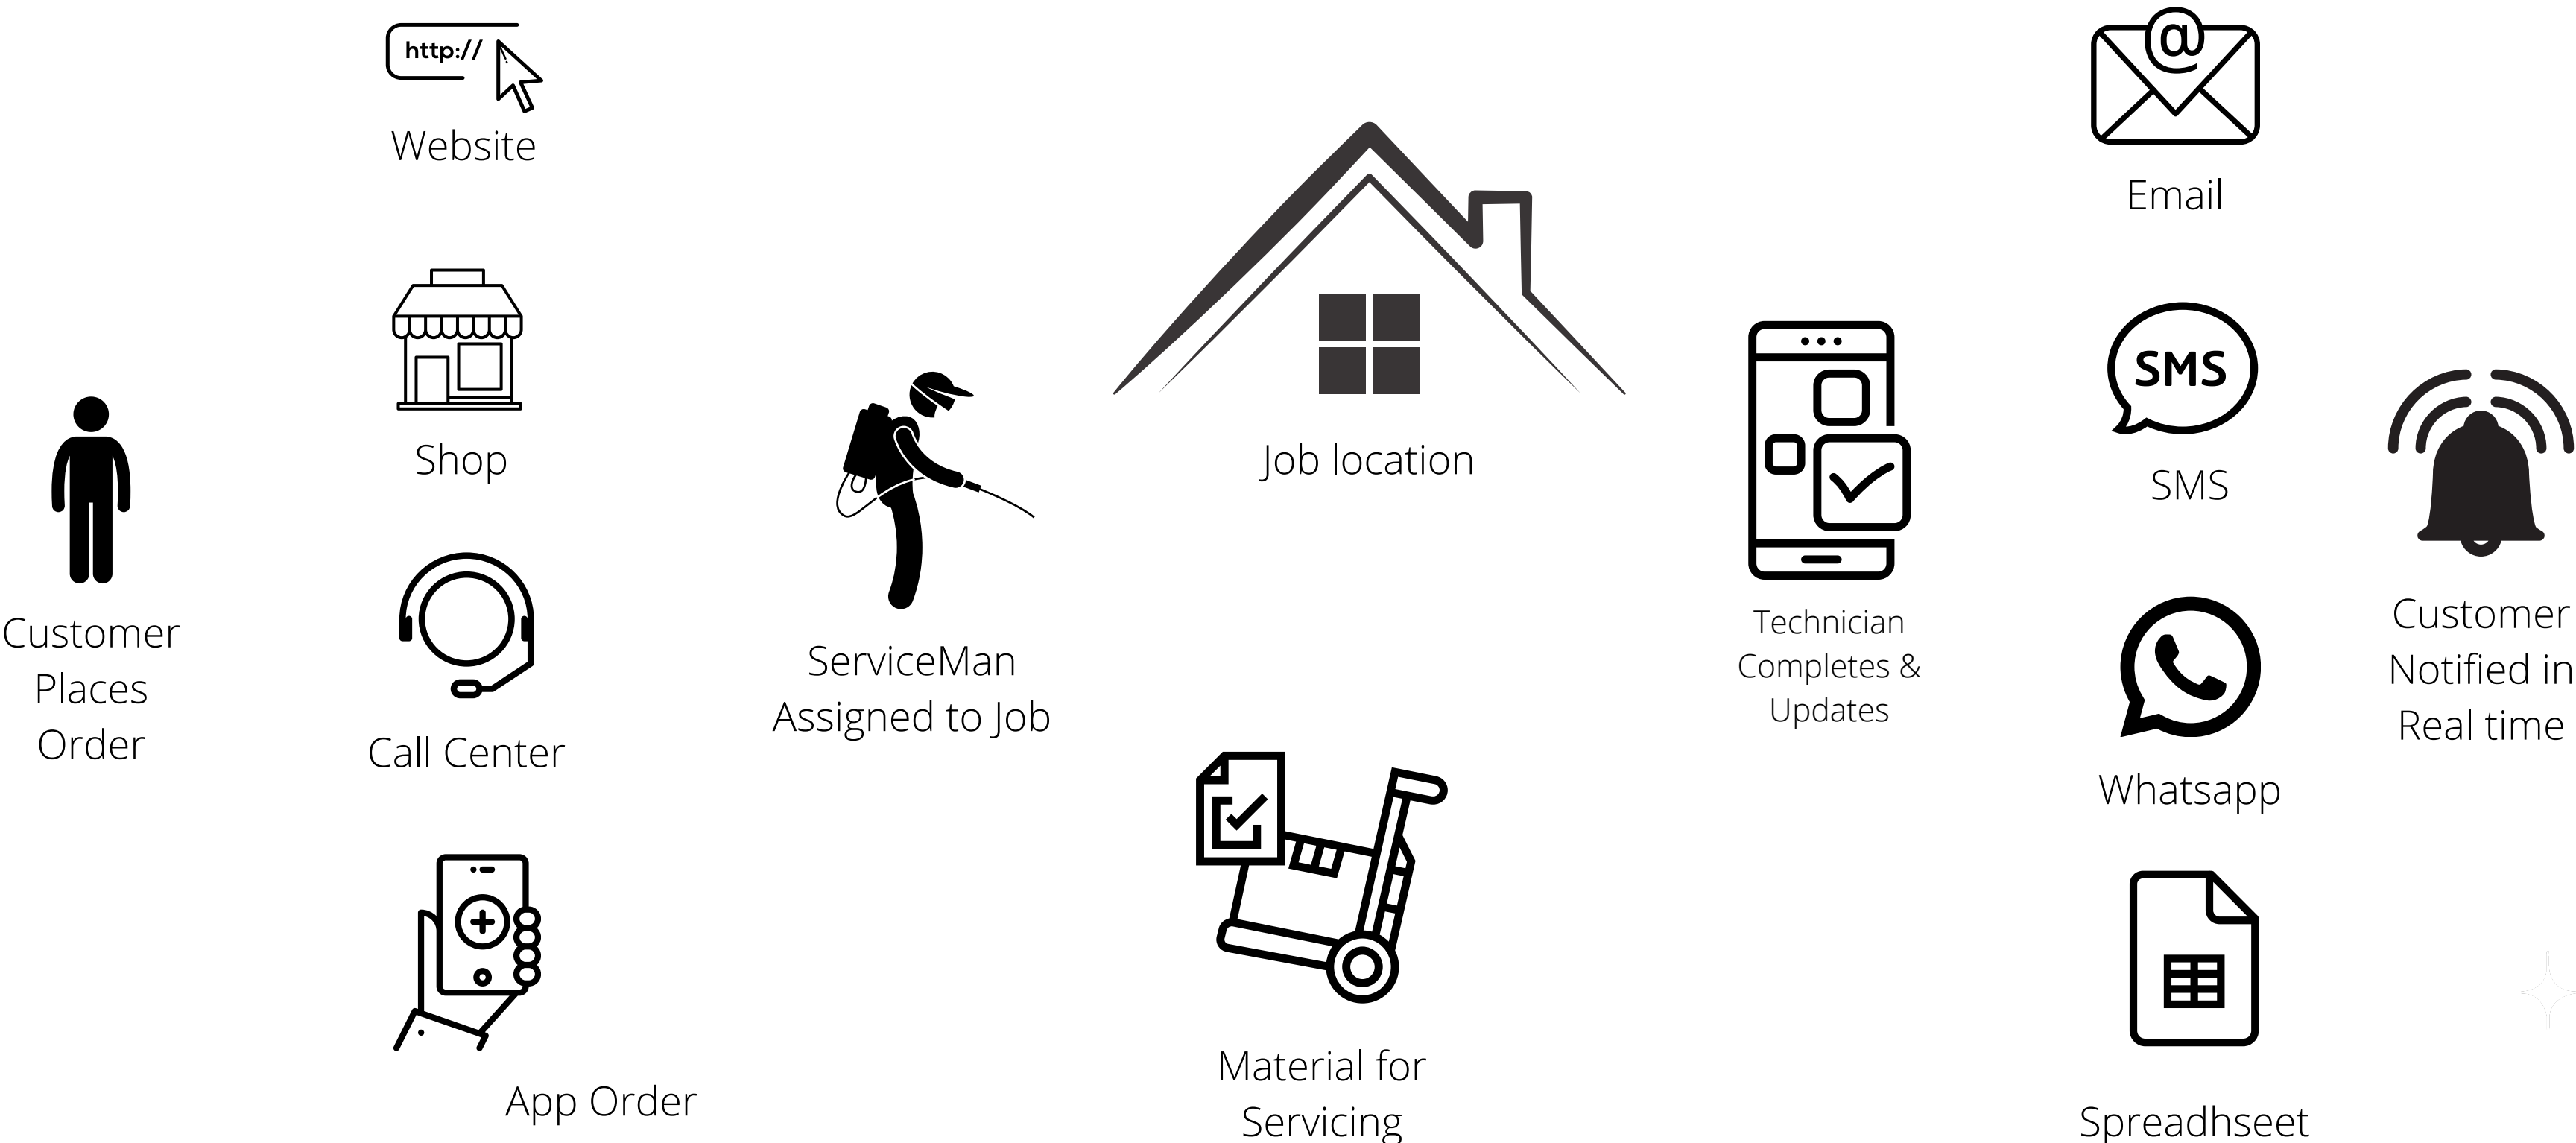 http://
Website
Shop
Call Center
App Order
Customer
Places
Order
ServiceMan
Assigned to Job
Job location
Material for
Servicing
Technician
Completes &
Updates
@
Email
SMS
SMS
Whatsapp
Spreadhseet
Customer
Notified in
Real time